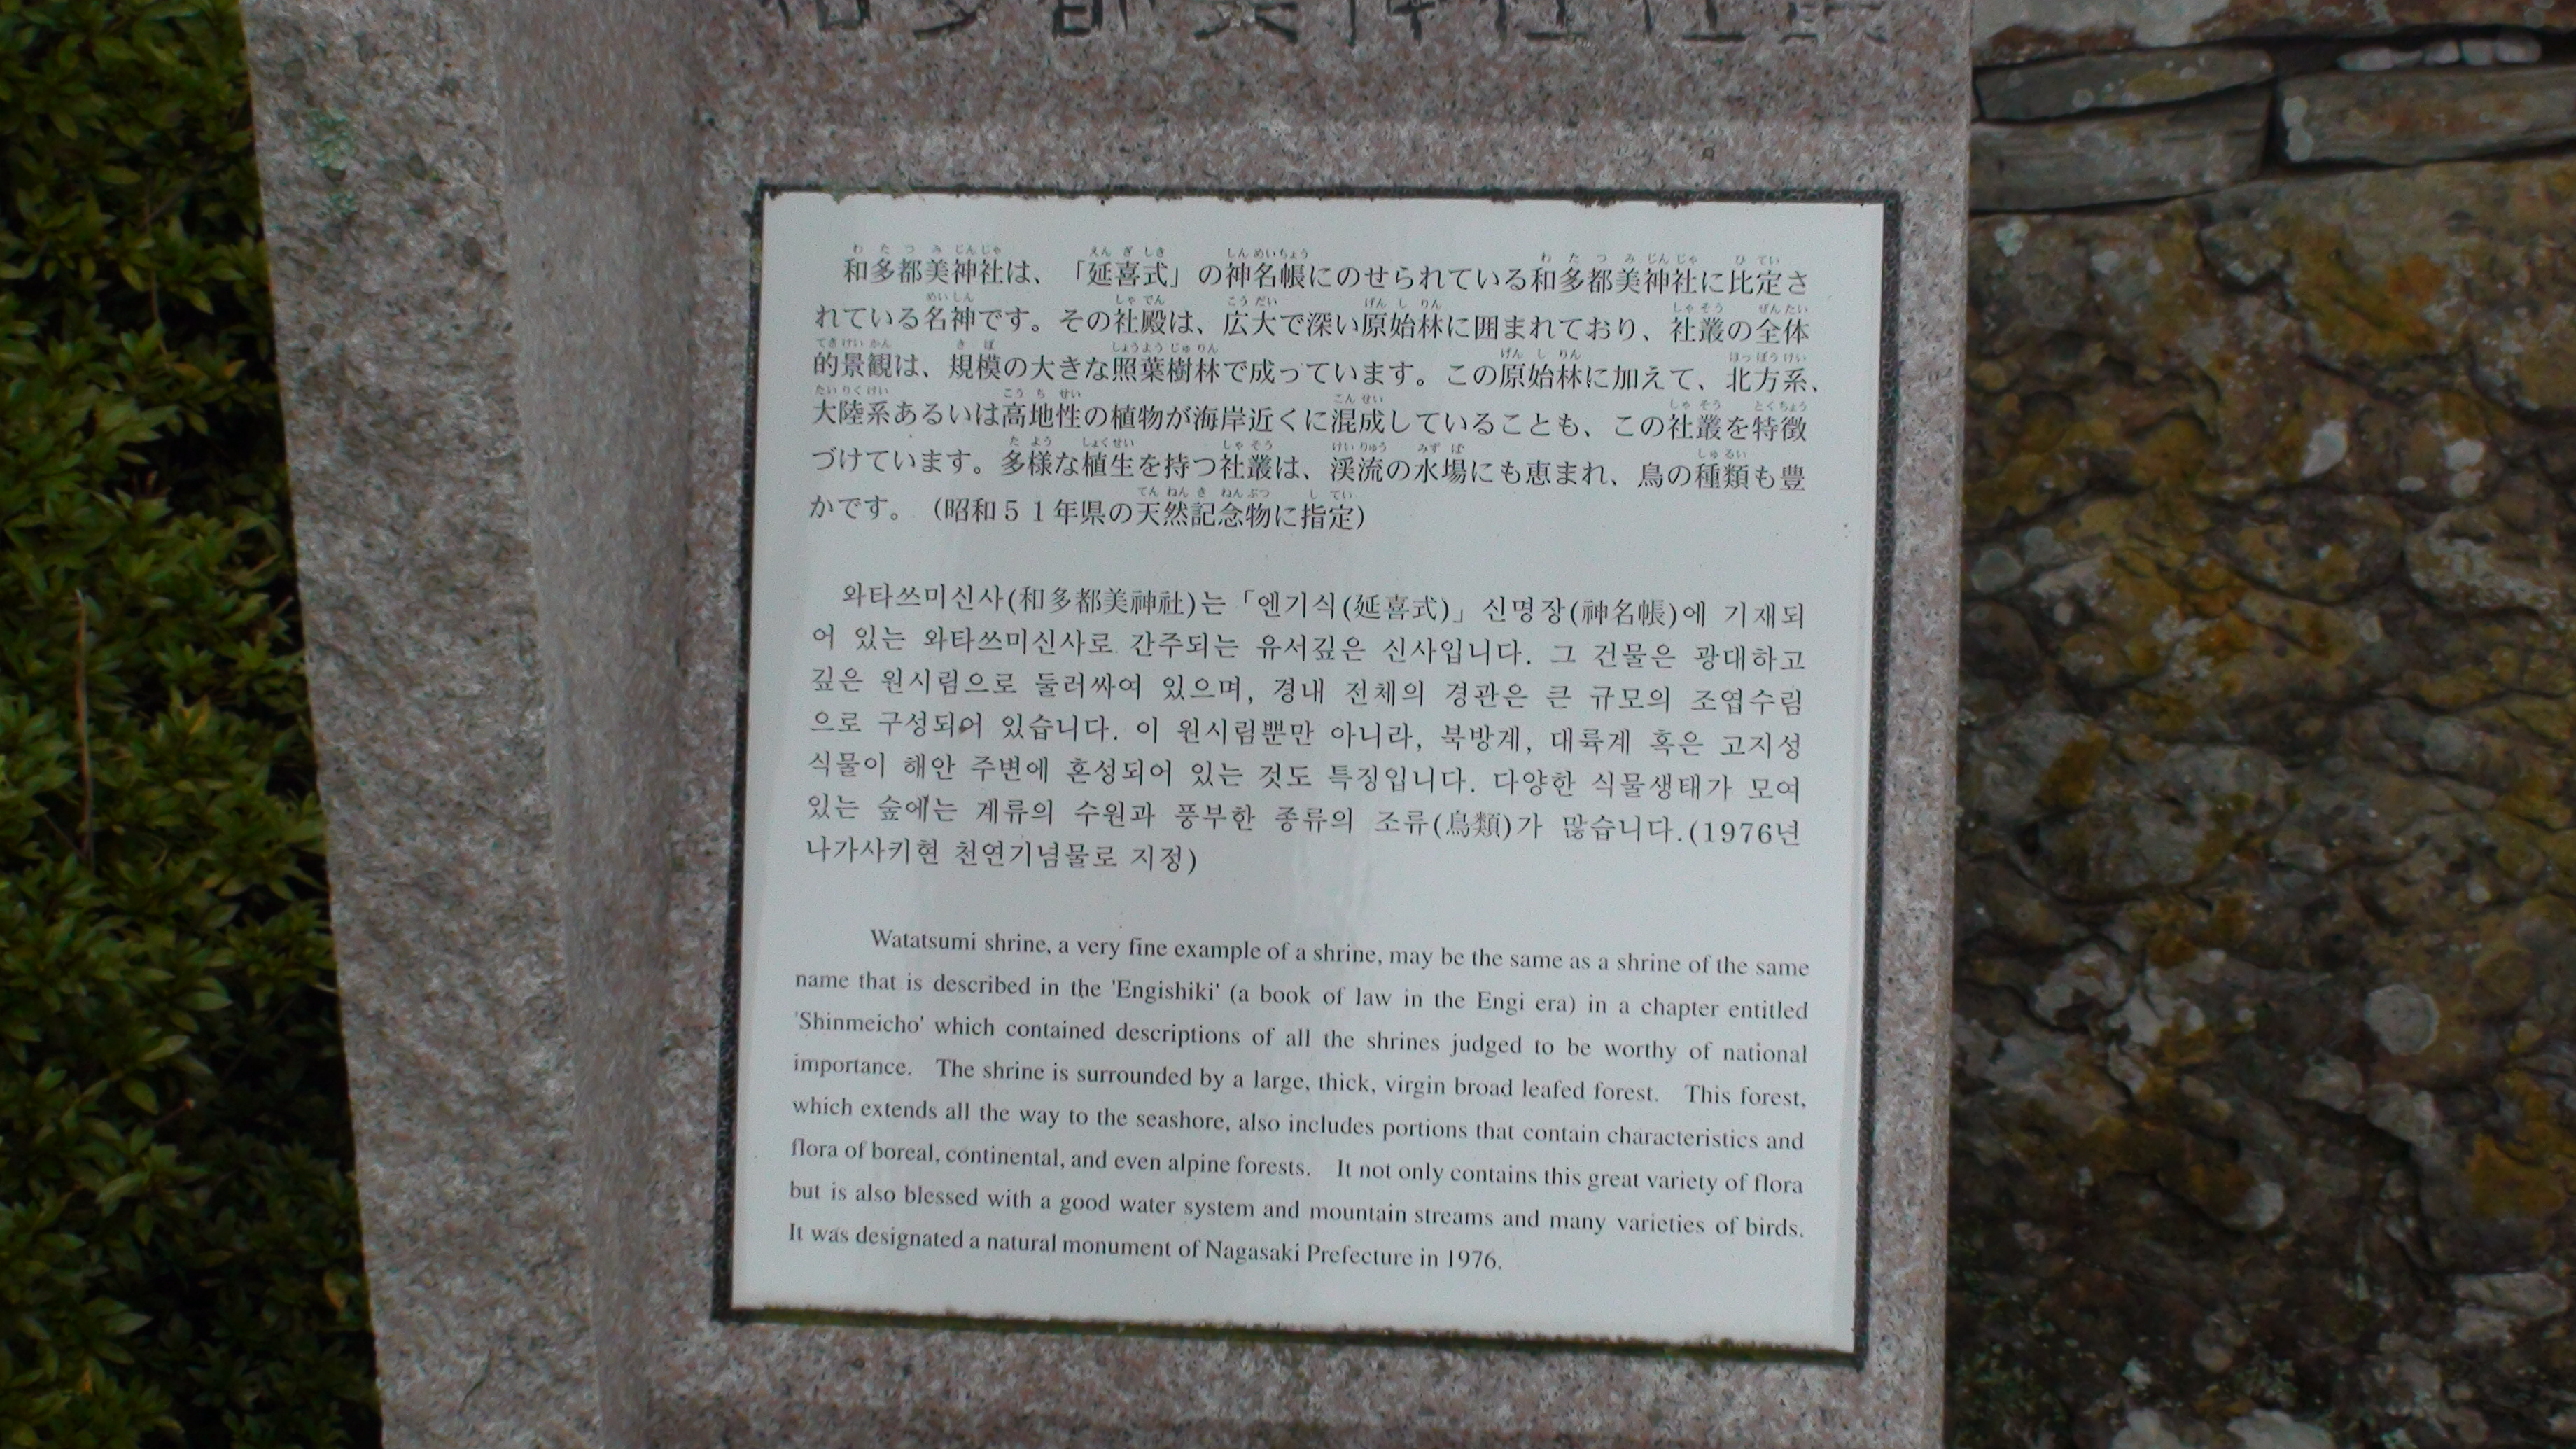 和多都美神社社叢
和多都美神社は、「延喜式」の神名帳にのせられている和多都美神社に比定さ
れている名神です。その社殿は、広大で深い原始林に囲まれており、社叢の全体
的景観は、規模の大きな照葉樹林で成っています。この原始林に加えて、北方系、
大陸系あるいは高地性の植物が海岸近くに混成していることも、この社叢を特徴
づけています。多様な植生を持つ社叢は、渓流の水場にも恵まれ、鳥の種類も豊
かです。（昭和５１年県の天然記念物に指定）
와타쓰미신사(和多都美神社)는「엔기식(延喜式)」신명장(神名帳)에 기재되
어 있는 와타쓰미신사로 간주되는 유서깊은 신사입니다. 그 건물은 광대하고
깊은 원시림으로 둘러싸여 있으며, 경내 전체의 경관은 큰 규모의 조엽수림
으로 구성되어 있습니다. 이 원시림뿐만 아니라, 북방계, 대륙계 혹은 고지성
식물이 해안 주변에 혼성되어 있는 것도 특징입니다. 다양한 식물생태가 모여
있는 숲에는 계류의 수원과 풍부한 종류의 조류(鳥類)가 많습니다.(1976년
나가사키현 천연기념물로 지정)
Watatsumi shrine, a very fine example of a shrine, may be the same as a shrine of the same
name that is described in the 'Engishiki' (a book of law in the Engi era) in a chapter entitled
'Shinmeicho' which contained descriptions of all the shrines judged to be worthy of national
importance. The shrine is surrounded by a large, thick, virgin broad leafed forest. This forest,
which extends all the way to the seashore, also includes portions that contain characteristics and
flora of boreal, continental, and even alpine forests. It not only contains this great variety of flora
but is also blessed with a good water system and mountain streams and many varieties of birds.
It was designated a natural monument of Nagasaki Prefecture in 1976.